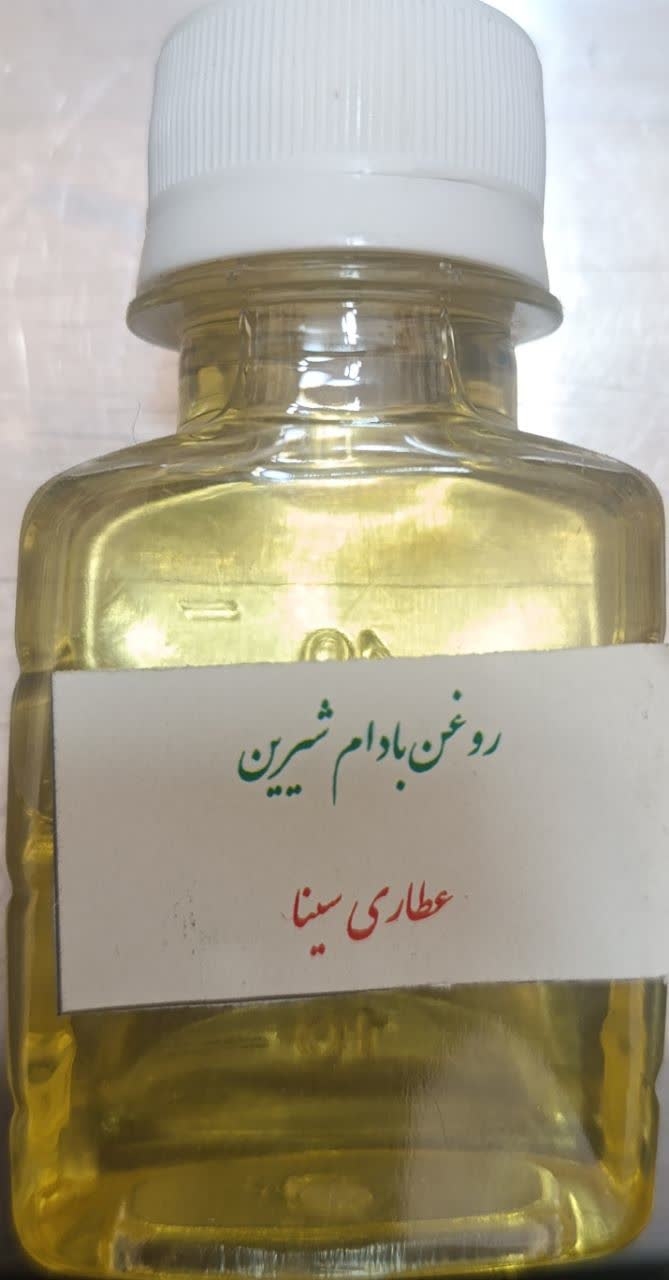 روغن بادام شیرین
عطاری سینا